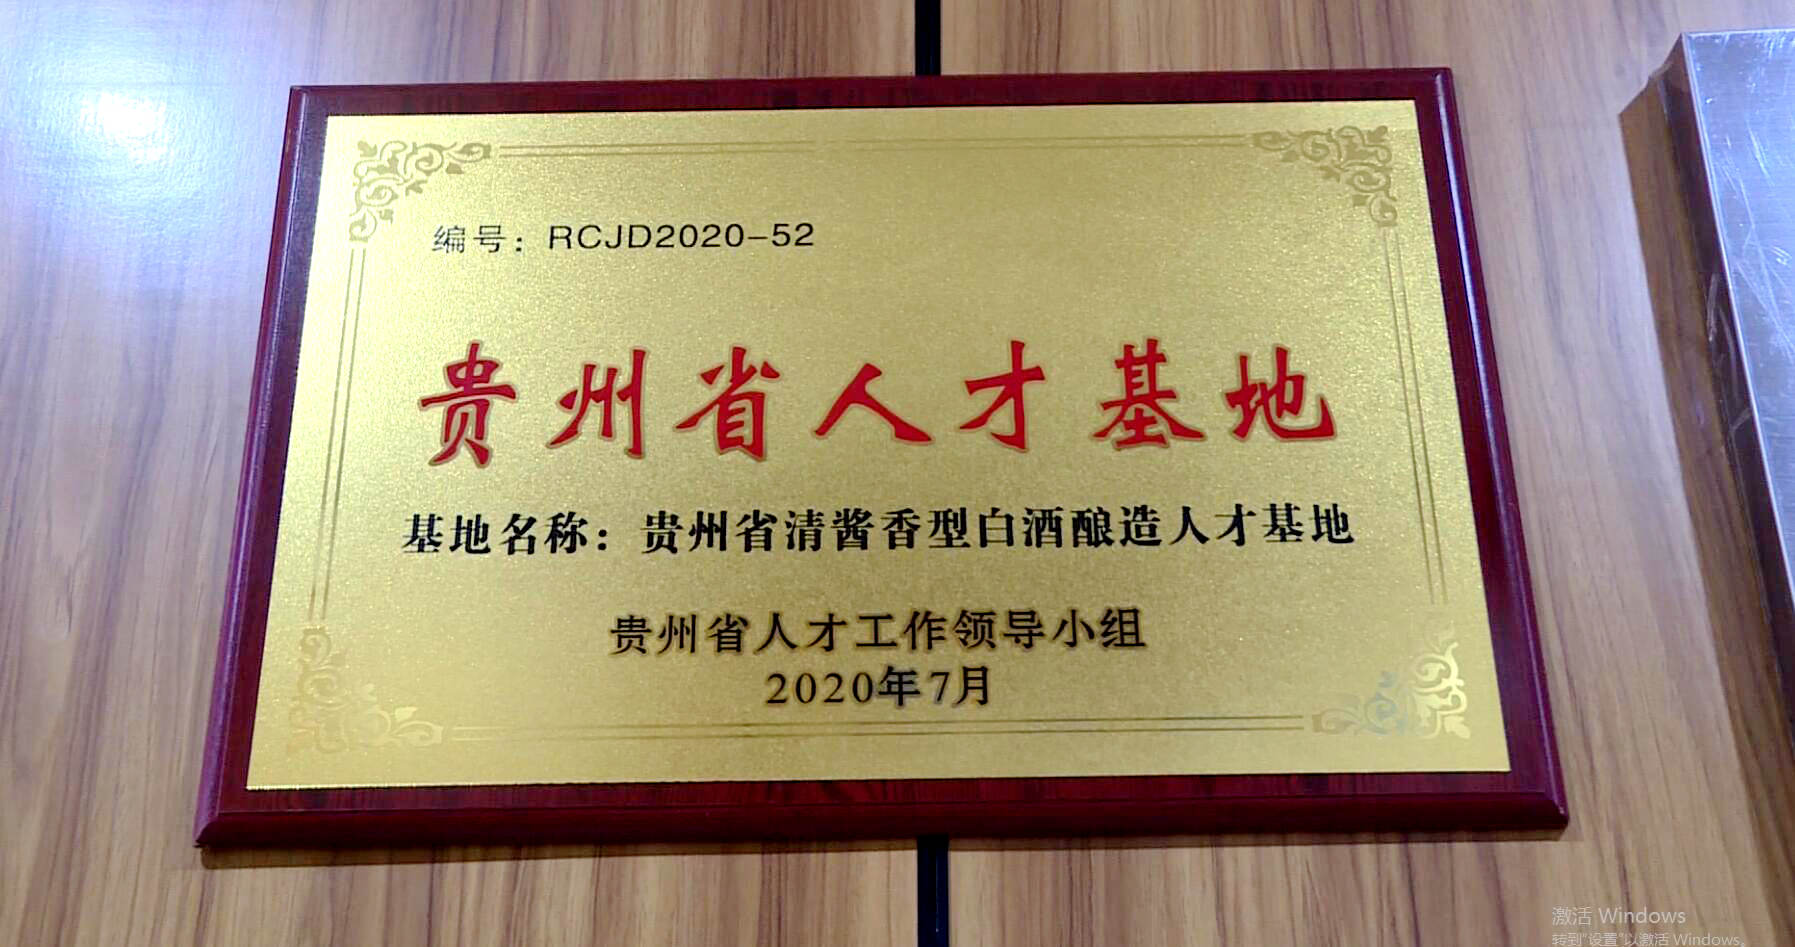 编号：RCJD2020-52
贵州省人才基地
基地名称：贵州省清酱香型白酒酿造人才基地
贵州省人才工作领导小组
2020年7月
激活 Windows
转到"设置"以激活 Windows。